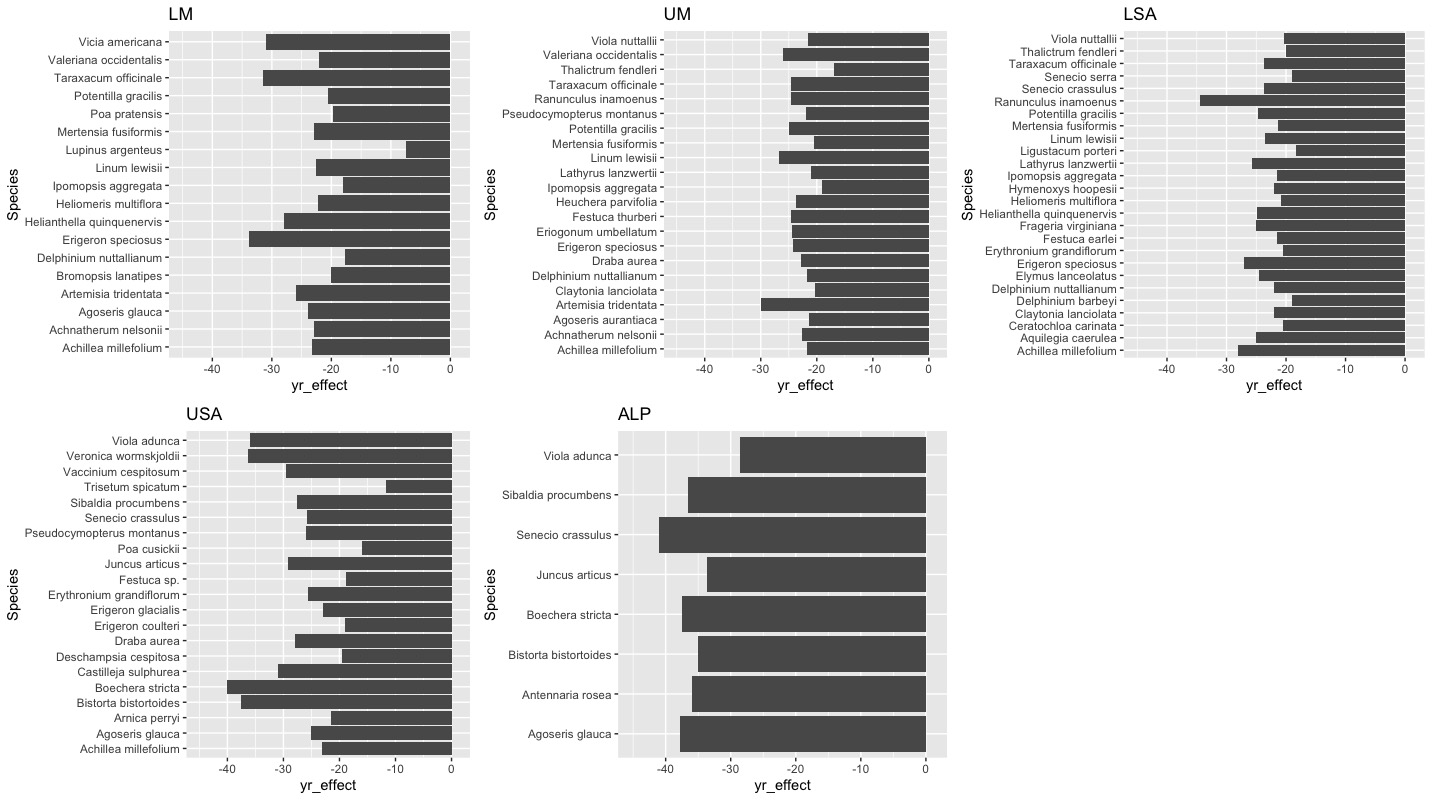 LM
Species
Vicia americana
Valeriana occidentalis
Taraxacum officinale
Potentilla gracilis
Poa pratensis
Mertensia fusiformis
Lupinus argenteus
Linum lewisii
Ipomopsis aggregata
Heliomeris multiflora
Helianthella quinquenervis
Erigeron speciosus
Delphinium nuttallianum
Bromopsis lanatipes
Artemisia tridentata
Agoseris glauca
Achnatherum nelsonii
Achillea millefolium
-40 -30 -20 -10 0
yr_effect
UM
Species
Viola nuttallii
Valeriana occidentalis
Thalictrum fendleri
Taraxacum officinale
Ranunculus inamoenus
Pseudocymopterus montanus
Potentilla gracilis
Mertensia fusiformis
Linum lewisii
Lathyrus lanzwertii
Ipomopsis aggregata
Heuchera parvifolia
Festuca thurberi
Eriogonum umbellatum
Erigeron speciosus
Draba aurea
Delphinium nuttallianum
Claytonia lanciolata
Artemisia tridentata
Agoseris aurantiaca
Achnatherum nelsonii
Achillea millefolium
-40 -30 -20 -10 0
yr_effect
LSA
Species
Viola nuttallii
Thalictrum fendleri
Taraxacum officinale
Senecio serra
Senecio crassulus
Ranunculus inamoenus
Potentilla gracilis
Mertensia fusiformis
Linum lewisii
Ligustacum porteri
Lathyrus lanzwertii
Ipomopsis aggregata
Hymenoxys hoopesii
Heliomeris multiflora
Helianthella quinquenervis
Frageria virginiana
Festuca earlei
Erythronium grandiflorum
Erigeron speciosus
Elymus lanceolatus
Delphinium nuttallianum
Delphinium barbeyi
Claytonia lanciolata
Ceratochloa carinata
Aquilegia caerulea
Achillea millefolium
-40 -30 -20 -10 0
yr_effect
USA
Species
Viola adunca
Veronica wormskjoldii
Vaccinium cespitosum
Trisetum spicatum
Sibaldia procumbens
Senecio crassulus
Pseudocymopterus montanus
Poa cusickii
Juncus articus
Festuca sp.
Erythronium grandiflorum
Erigeron glacialis
Erigeron coulteri
Draba aurea
Deschampsia cespitosa
Castilleja sulphurea
Boechera stricta
Bistorta bistortoides
Arnica perryi
Agoseris glauca
Achillea millefolium
-40 -30 -20 -10 0
yr_effect
ALP
Species
Viola adunca
Sibaldia procumbens
Senecio crassulus
Juncus articus
Boechera stricta
Bistorta bistortoides
Antennaria rosea
Agoseris glauca
-40 -30 -20 -10 0
yr_effect